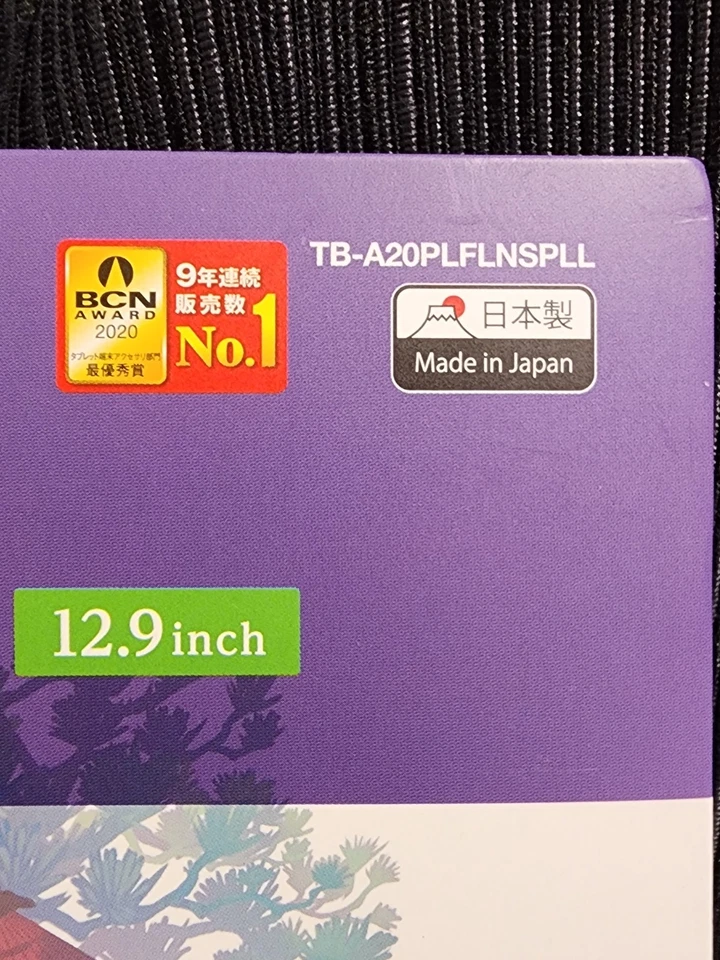 BCN
AWARD
2020
タブレット端末アクセサリ部門
最優秀賞
9年連続
販売数
No.1
TB-A20PLFLNSPLL
日本製
Made in Japan
12.9inch